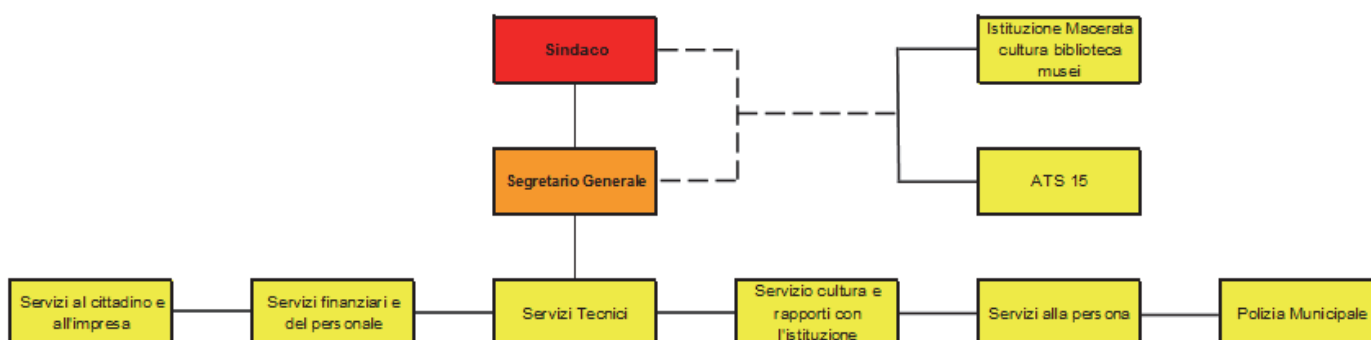 Sindaco
Istituzione Macerata
cultura biblioteca
musei
Segretario Generale
ATS 15
Servizi al cittadino e
all'impresa
Servizi finanziari e
del personale
Servizi Tecnici
Servizio cultura e
rapporti con
l'istituzione
Servizi alla persona
Polizia Municipale